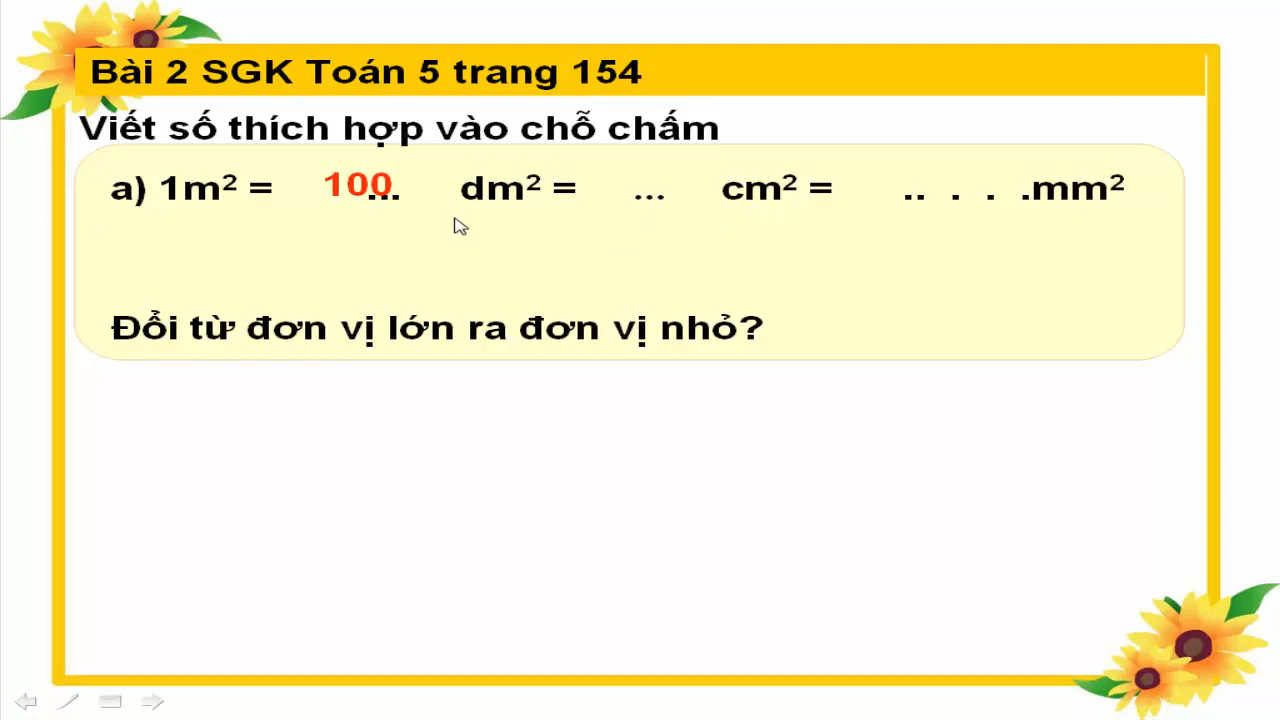 Bài 2 SGK Toán 5 trang 154
Viết số thích hợp vào chỗ chấm
a) 1m² = 100... dm² = ... cm² = .. . . .mm²
Đổi từ đơn vị lớn ra đơn vị nhỏ?